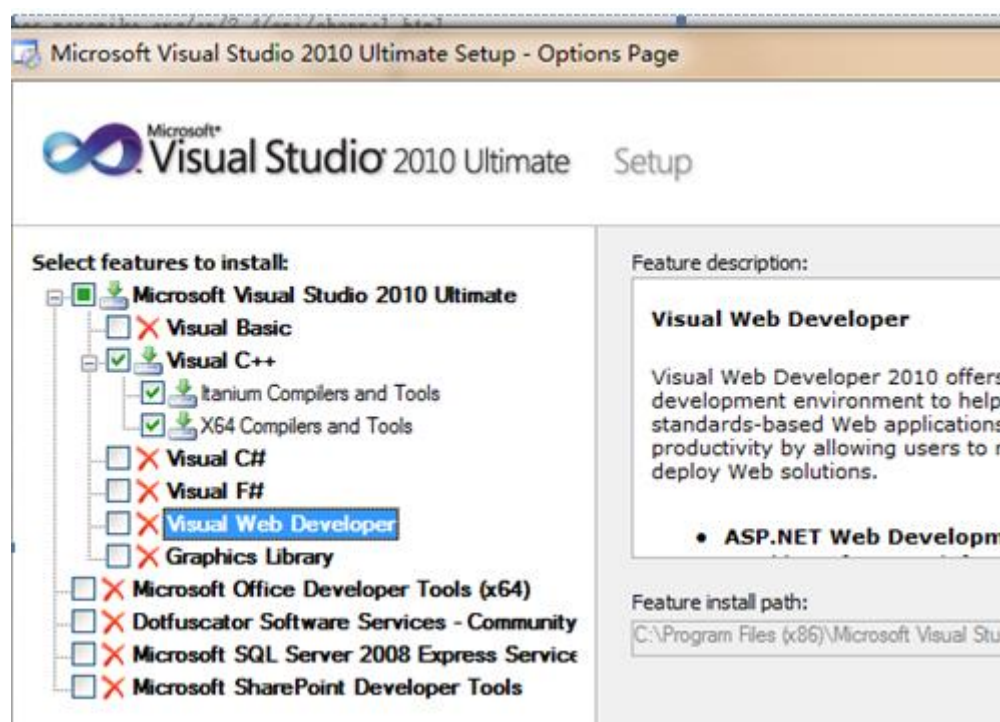 Microsoft Visual Studio 2010 Ultimate Setup - Options Page
Microsoft
Visual Studio 2010 Ultimate Setup
Select features to install:
Microsoft Visual Studio 2010 Ultimate
Visual Basic
Visual C++
Itanium Compilers and Tools
X64 Compilers and Tools
Visual C#
Visual F#
Visual Web Developer
Graphics Library
Microsoft Office Developer Tools (x64)
Dotfuscator Software Services - Community
Microsoft SQL Server 2008 Express Service
Microsoft SharePoint Developer Tools
Feature description:
Visual Web Developer
Visual Web Developer 2010 offers
development environment to help
standards-based Web applications
productivity by allowing users to
deploy Web solutions.
• ASP.NET Web Developm
Feature install path:
C:\Program Files (x86)\Microsoft Visual Stu